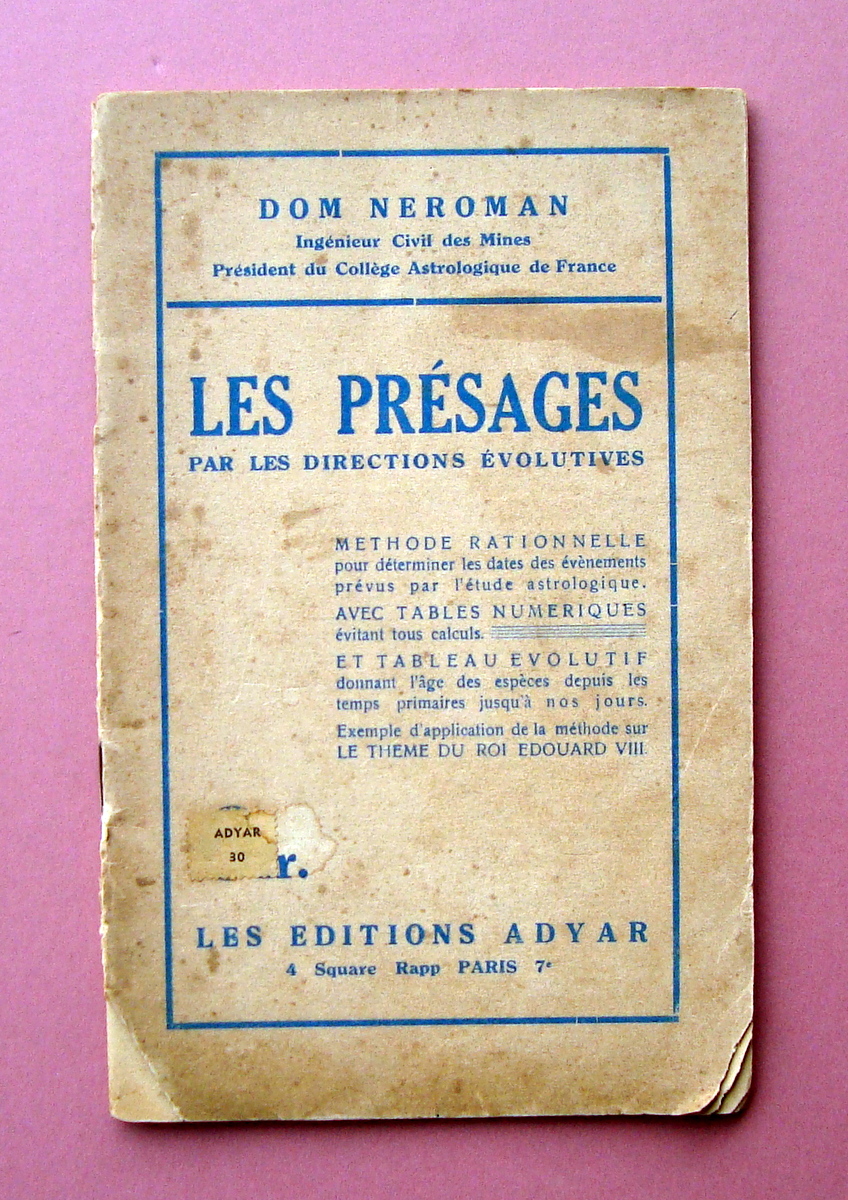 DOM NEROMAN
Ingénieur Civil des Mines
Président du Collège Astrologique de France
LES PRÉSAGES
PAR LES DIRECTIONS ÉVOLUTIVES
METHODE RATIONNELLE
pour déterminer les dates des évènements
prévus par l'étude astrologique.
AVEC TABLES NUMERIQUES
évitant tous calculs.
ET TABLEAU EVOLUTIF
donnant l'âge des espèces depuis les
temps primaires jusqu'à nos jours.
Exemple d'application de la méthode sur
LE THEME DU ROI EDOUARD VIII.
ADYAR
30
LES EDITIONS ADYAR
4 Square Rapp PARIS 7e